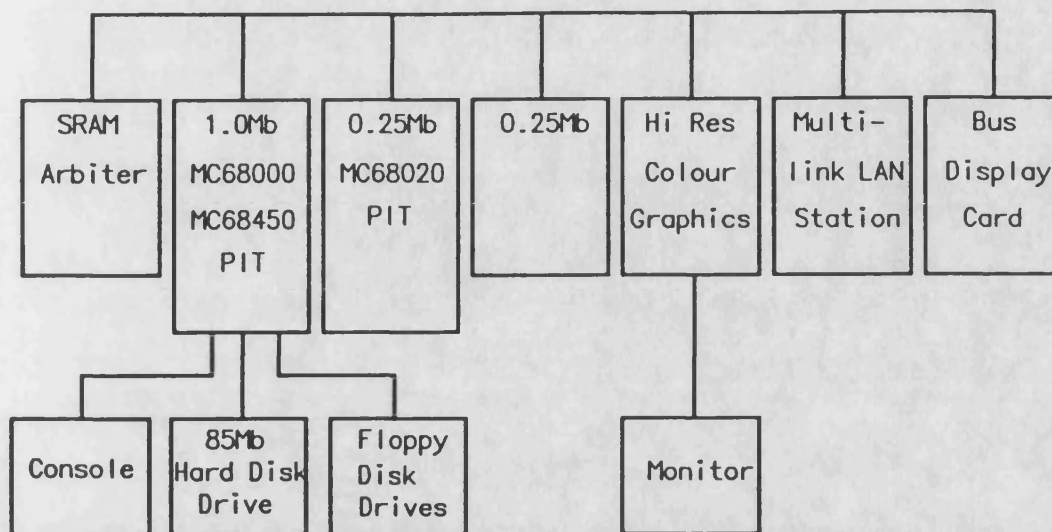 SRAM
Arbiter
1.0Mb
MC68000
MC68450
PIT
0.25Mb
MC68020
PIT
0.25Mb
Hi Res
Colour
Graphics
Multi-
link LAN
Station
Bus
Display
Card
Console
85Mb
Hard Disk
Drive
Floppy
Disk
Drives
Monitor